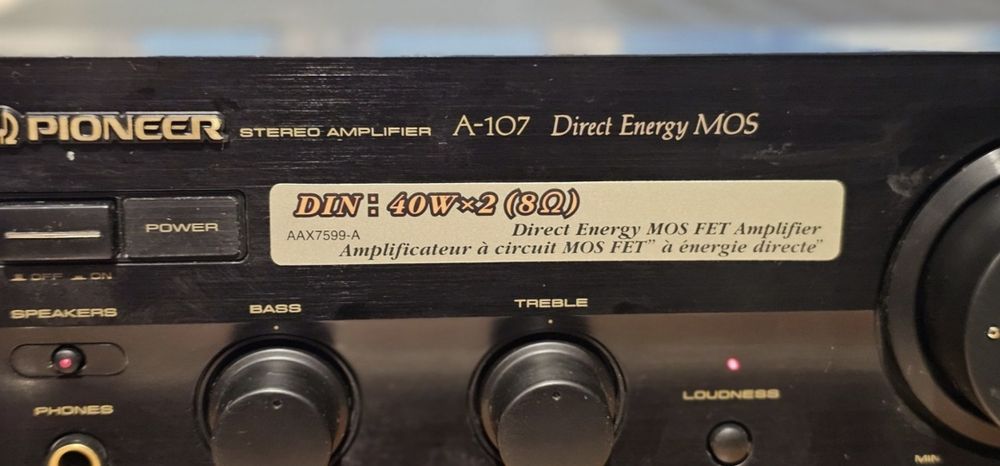 PIONEER STEREO AMPLIFIER A-107 Direct Energy MOS
DIN: 40W×2 (8Ω)
POWER
AAX7599-A
Direct Energy MOS FET Amplifier
Amplificateur à circuit MOS FET” à énergie directe”
OFF ON
SPEAKERS
BASS
TREBLE
LOUDNESS
PHONES
MIN